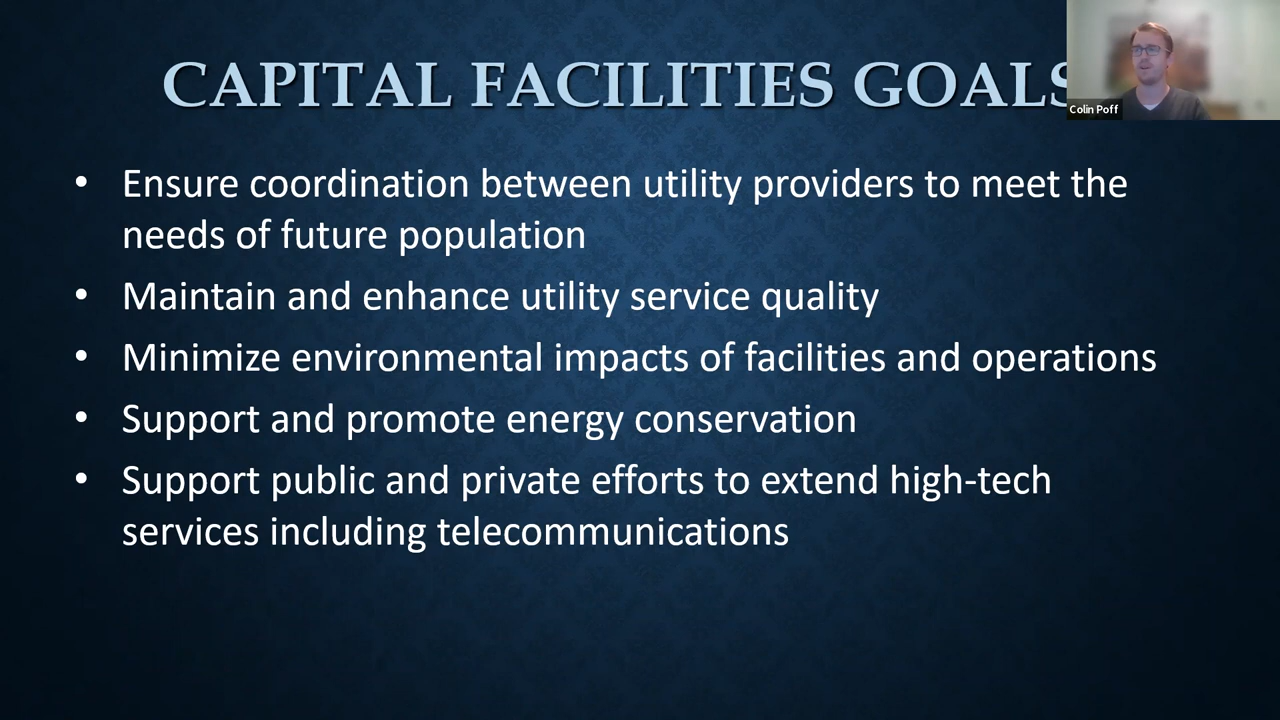 CAPITAL FACILITIES GOALS
Colin Poff
• Ensure coordination between utility providers to meet the
needs of future population
• Maintain and enhance utility service quality
• Minimize environmental impacts of facilities and operations
• Support and promote energy conservation
• Support public and private efforts to extend high-tech
services including telecommunications